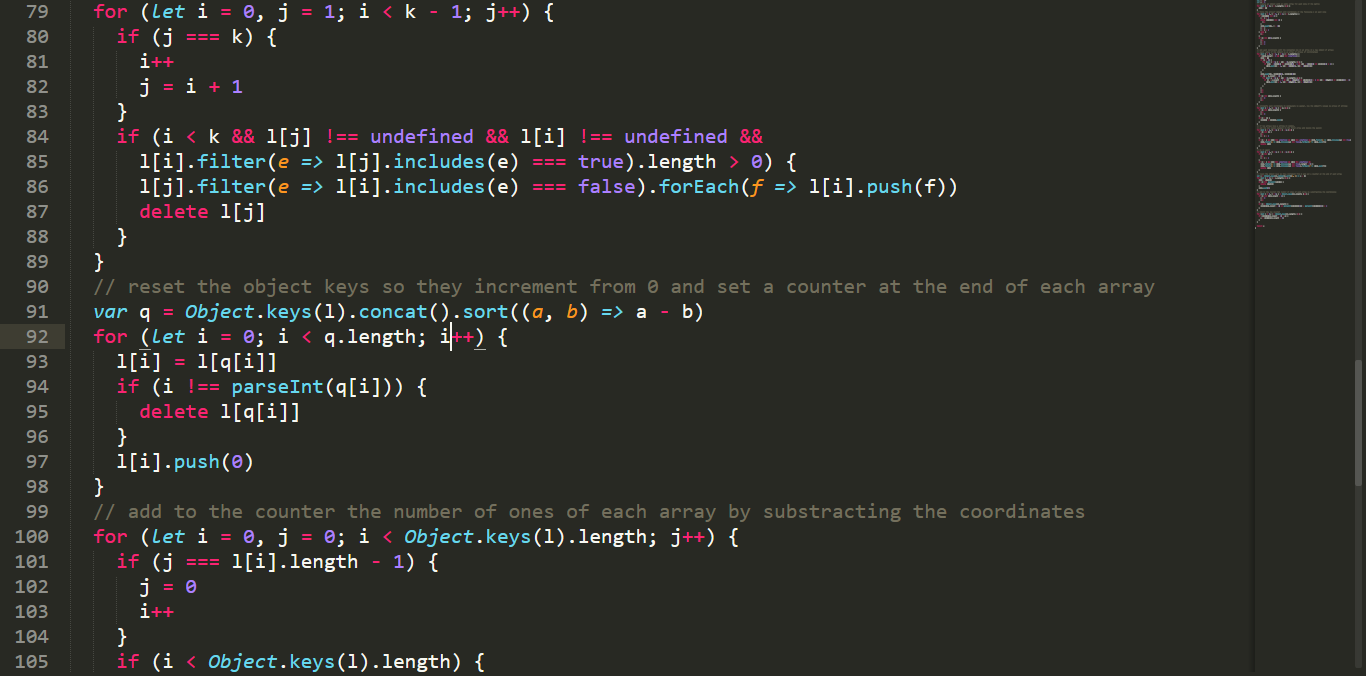 79 for (let i = 0, j = 1; i < k - 1; j++) {
80 if (j === k) {
81 i++
82 j = i + 1
83 }
84 if (i < k && l[j] !== undefined && l[i] !== undefined &&
85 l[i].filter(e => l[j].includes(e) === true).length > 0) {
86 l[j].filter(e => l[i].includes(e) === false).forEach(f => l[i].push(f))
87 delete l[j]
88 }
89 }
90 // reset the object keys so they increment from 0 and set a counter at the end of each array
91 var q = Object.keys(l).concat().sort((a, b) => a - b)
92 for (let i = 0; i < q.length; i++) {
93 l[i] = l[q[i]]
94 if (i !== parseInt(q[i])) {
95 delete l[q[i]]
96 }
97 l[i].push(0)
98 }
99 // add to the counter the number of ones of each array by substracting the coordinates
100 for (let i = 0, j = 0; i < Object.keys(l).length; j++) {
101 if (j === l[i].length - 1) {
102 j = 0
103 i++
104 }
105 if (i < Object.keys(l).length) {